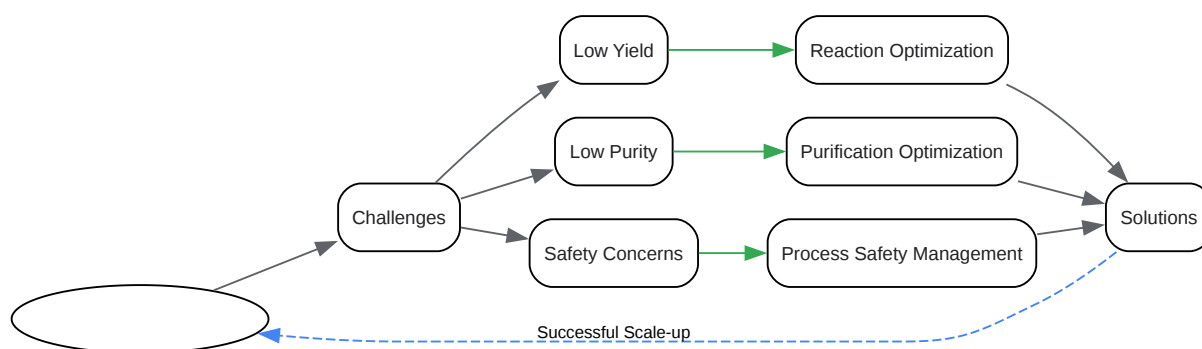 Low Yield
Reaction Optimization
Low Purity
Purification Optimization
Challenges
Solutions
Safety Concerns
Process Safety Management
Successful Scale-up